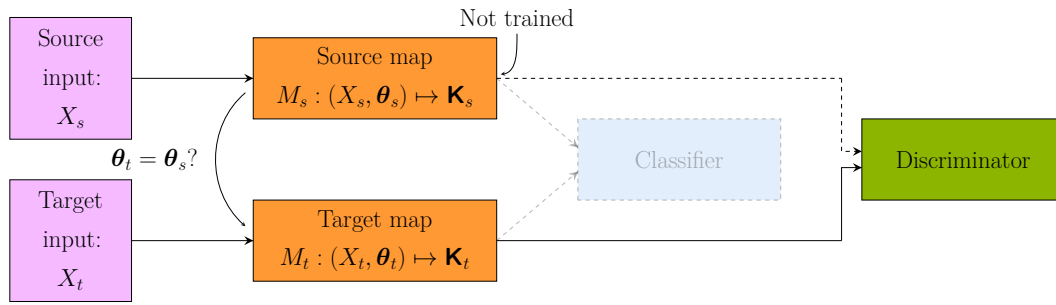 Not trained
Source
input:
X_s
Source map
M_s : (X_s, θ_s) ↦ K_s
θ_t = θ_s?
Classifier
Discriminator
Target
input:
X_t
Target map
M_t : (X_t, θ_t) ↦ K_t